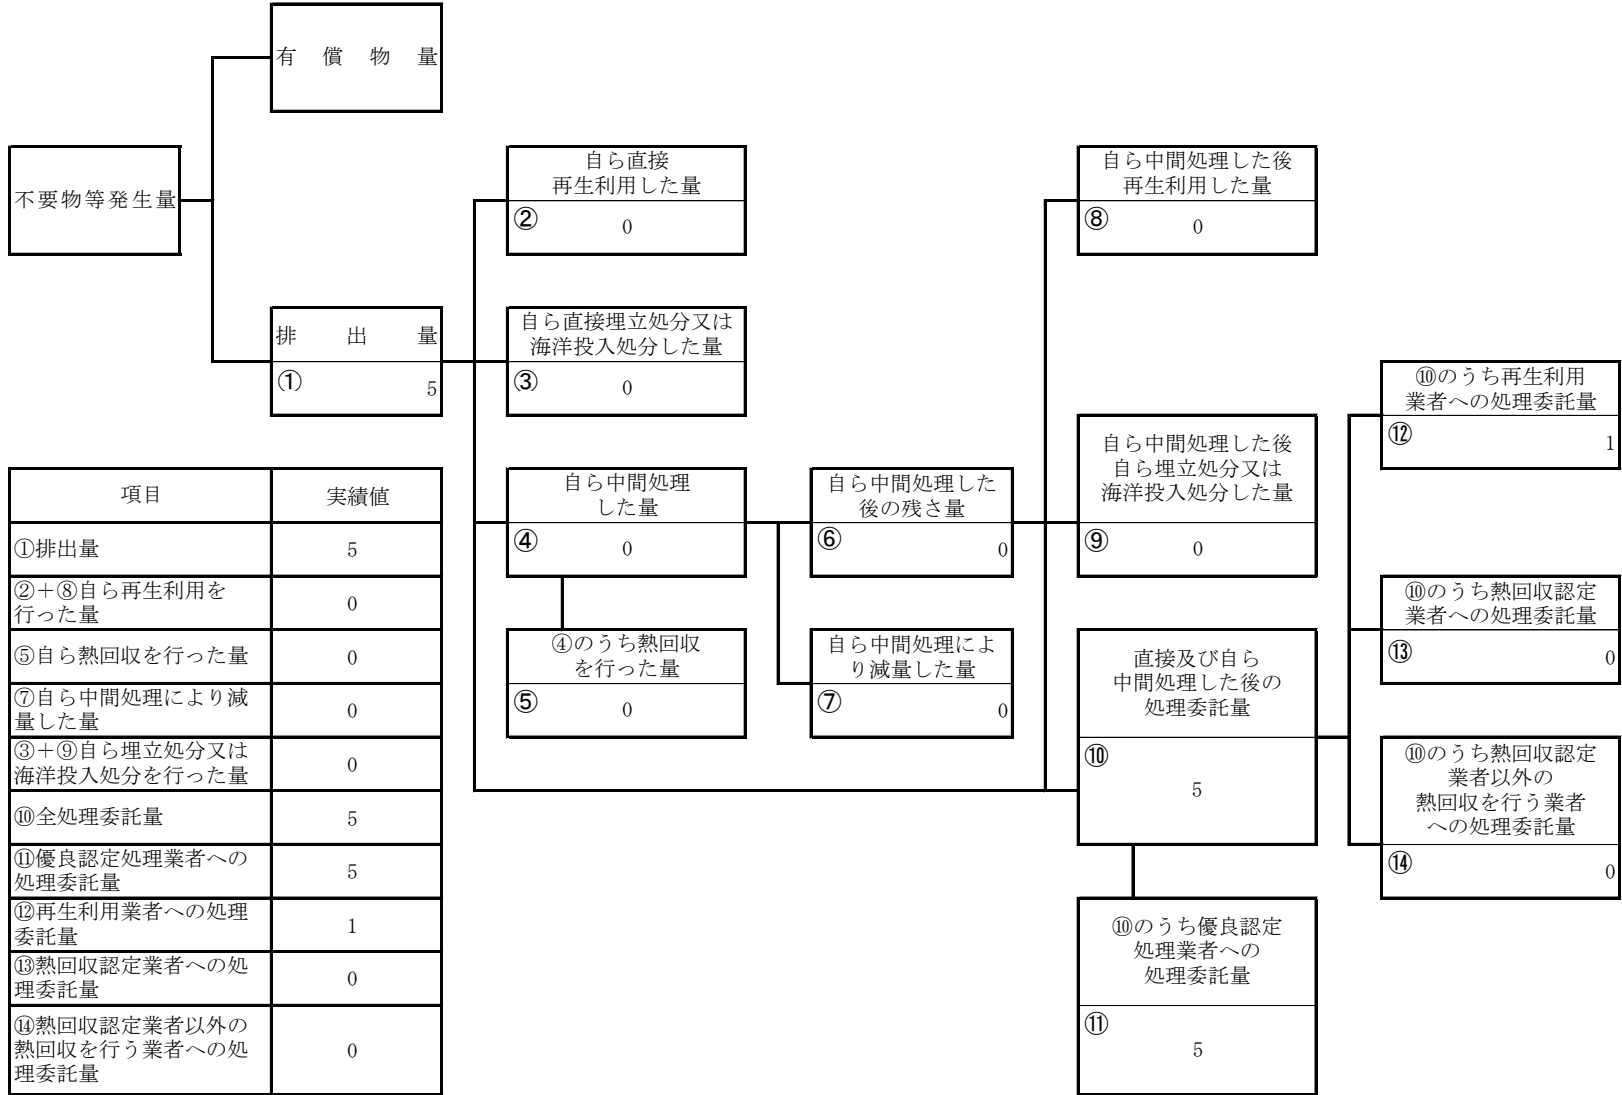 有償物量
不要物等発生量
排出量
① 5
自ら直接
再生利用した量
② 0
自ら直接埋立処分又は
海洋投入処分した量
③ 0
自ら中間処理
した量
④ 0
④のうち熱回収
を行った量
⑤ 0
自ら中間処理した
後の残さ量
⑥ 0
自ら中間処理によ
り減量した量
⑦ 0
自ら中間処理した後
再生利用した量
⑧ 0
自ら中間処理した後
自ら埋立処分又は
海洋投入処分した量
⑨ 0
直接及び自ら
中間処理した後の
処理委託量
⑩
5
⑩のうち優良認定
処理業者への
処理委託量
⑪
5
⑩のうち再生利用
業者への処理委託量
⑫ 1
⑩のうち熱回収認定
業者への処理委託量
⑬ 0
⑩のうち熱回収認定
業者以外の
熱回収を行う業者
への処理委託量
⑭ 0
項目 実績値
①排出量 5
②+⑧自ら再生利用を
行った量 0
⑤自ら熱回収を行った量 0
⑦自ら中間処理により減
量した量 0
③+⑨自ら埋立処分又は
海洋投入処分を行った量 0
⑩全処理委託量 5
⑪優良認定処理業者への
処理委託量 5
⑫再生利用業者への処理
委託量 1
⑬熱回収認定業者への処
理委託量 0
⑭熱回収認定業者以外の
熱回収を行う業者への処
理委託量 0